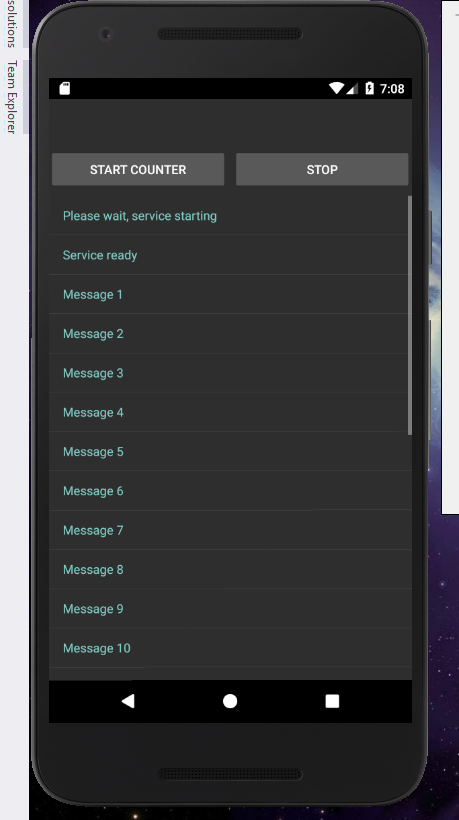 solutions
Team Explorer
7:08
START COUNTER
STOP
Please wait, service starting
Service ready
Message 1
Message 2
Message 3
Message 4
Message 5
Message 6
Message 7
Message 8
Message 9
Message 10